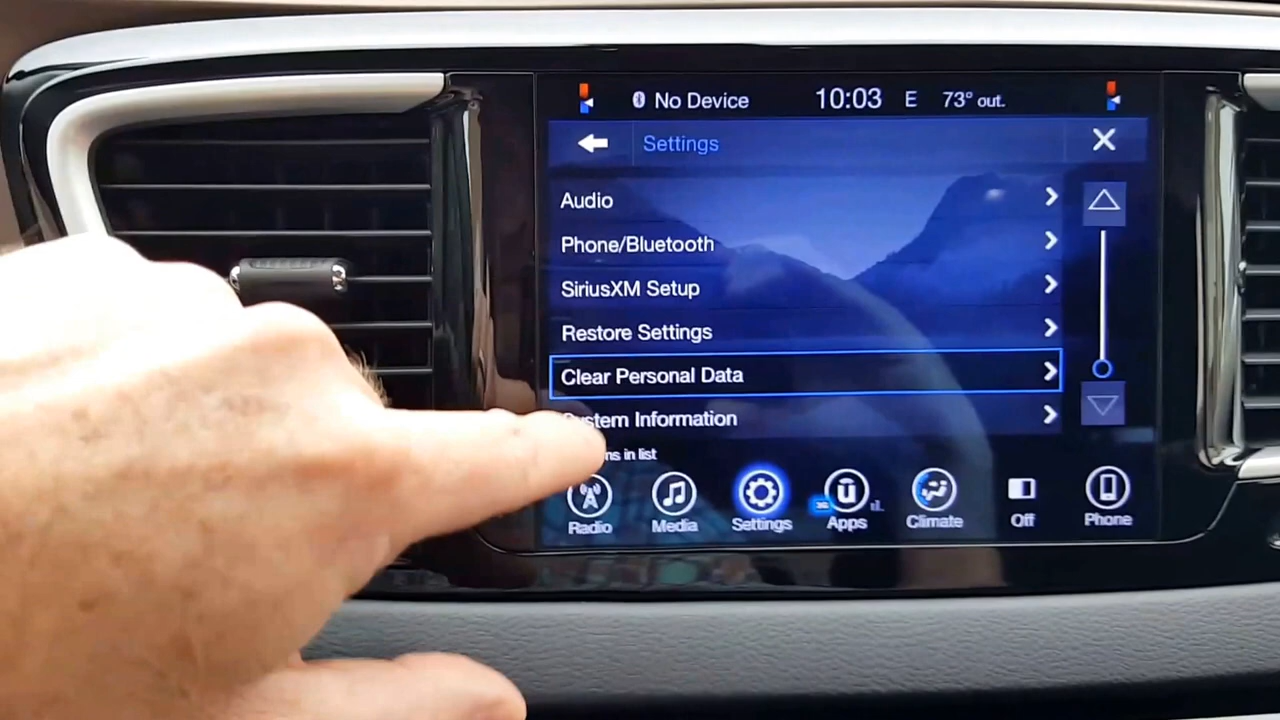 No Device 10:03 E 73° out.
Settings
Audio
Phone/Bluetooth
SiriusXM Setup
Restore Settings
Clear Personal Data
System Information
in list
Radio Media Settings Apps Climate Off Phone